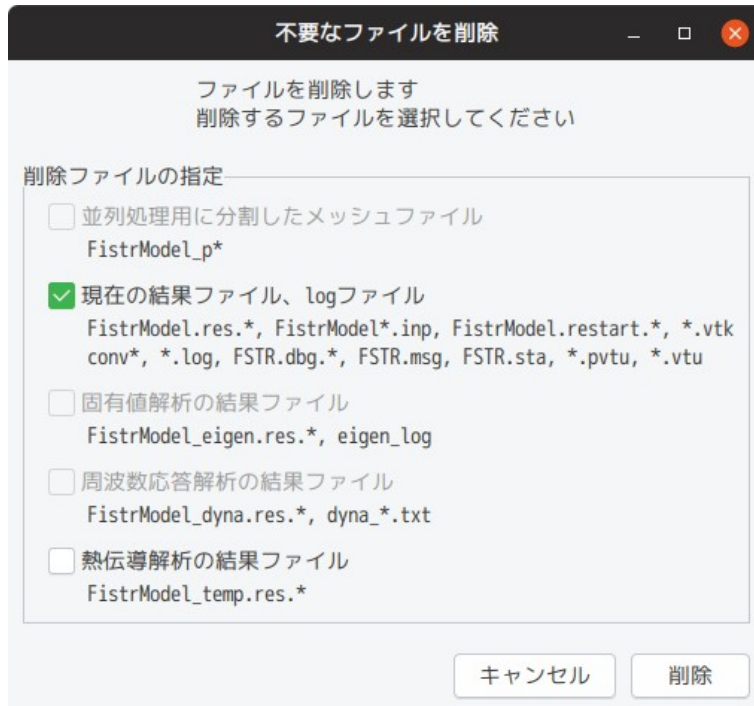 不要なファイルを削除
ファイルを削除します
削除するファイルを選択してください
削除ファイルの指定
並列処理用に分割したメッシュファイル
FistrModel_p*
現在の結果ファイル、logファイル
FistrModel.res.*, FistrModel*.inp, FistrModel.restart.*, *.vtk
conv*, *.log, FSTR.dbg.*, FSTR.msg, FSTR.sta, *.pvtu, *.vtu
固有値解析の結果ファイル
FistrModel_eigen.res.*, eigen_log
周波数応答解析の結果ファイル
FistrModel_dyna.res.*, dyna_*.txt
熱伝導解析の結果ファイル
FistrModel_temp.res.*
キャンセル
削除